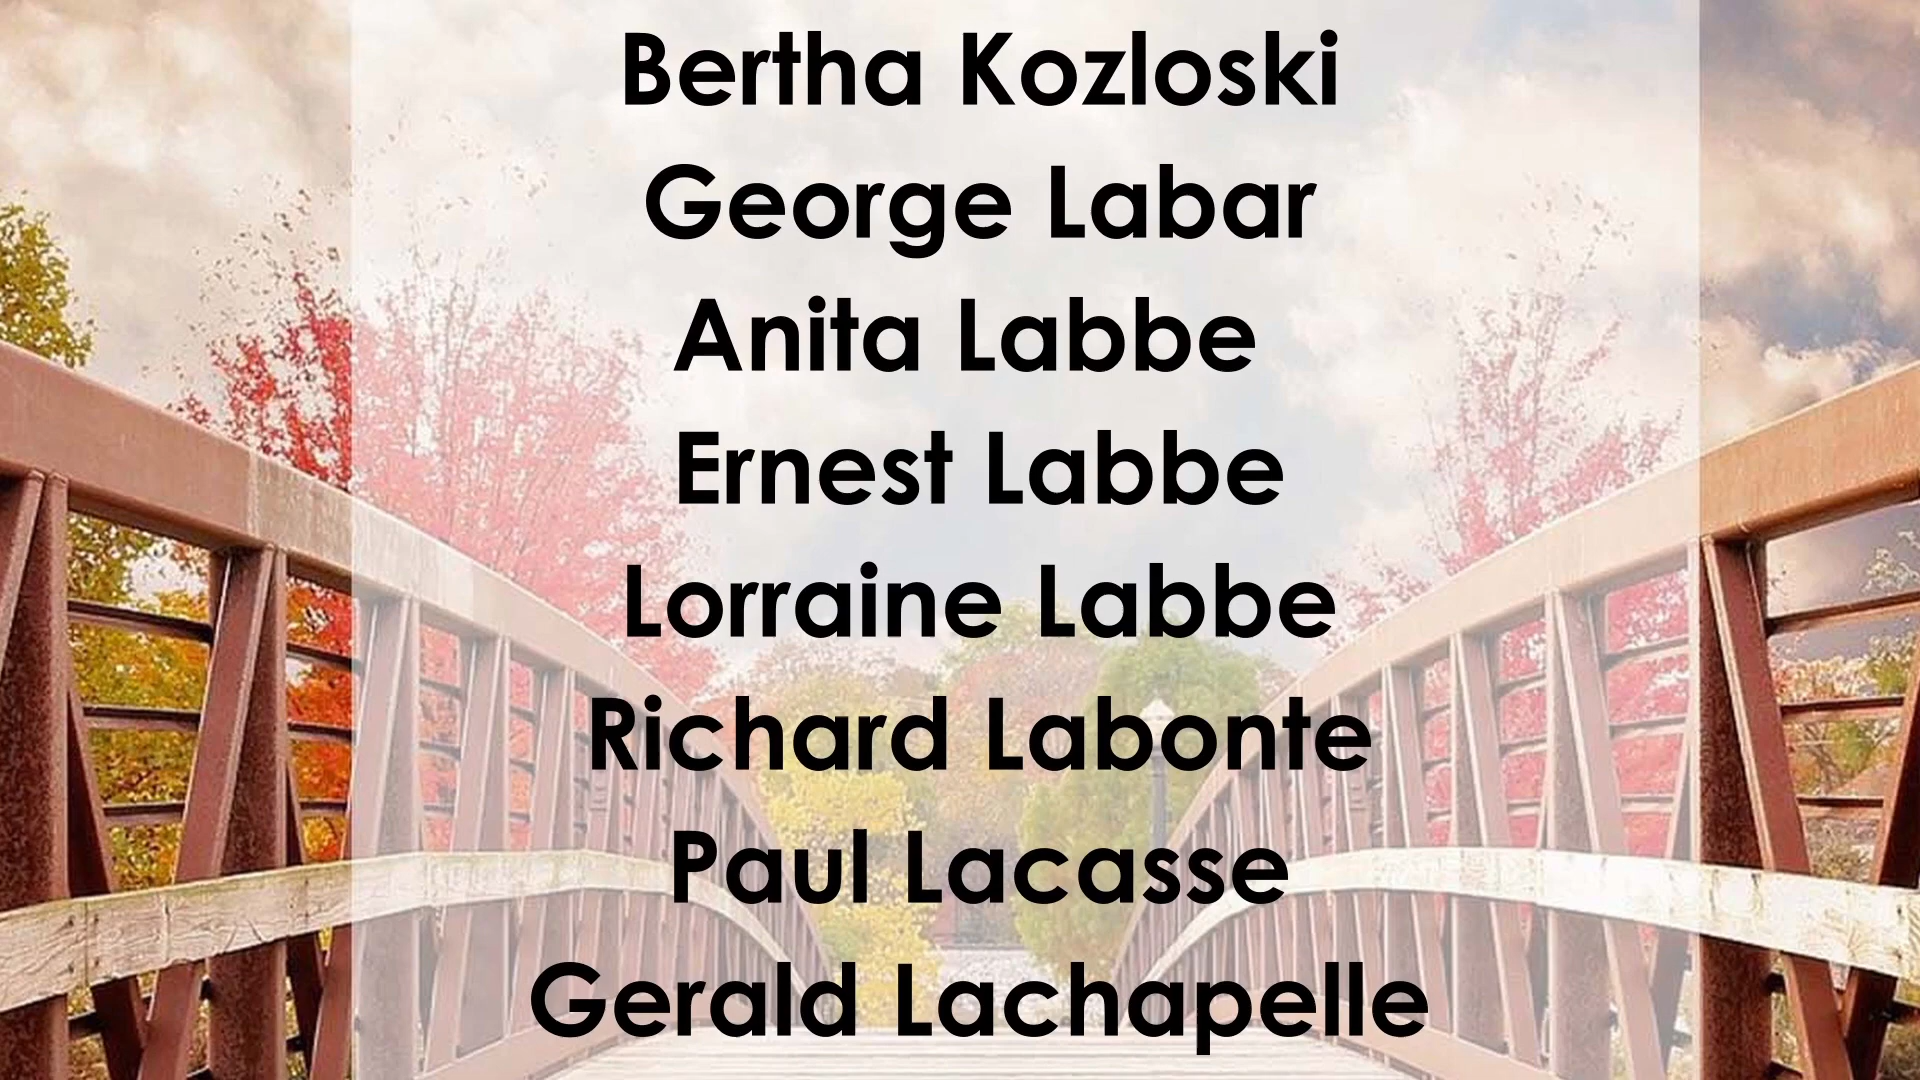 Bertha Kozloski
George Labar
Anita Labbe
Ernest Labbe
Lorraine Labbe
Richard Labonte
Paul Lacasse
Gerald Lachapelle